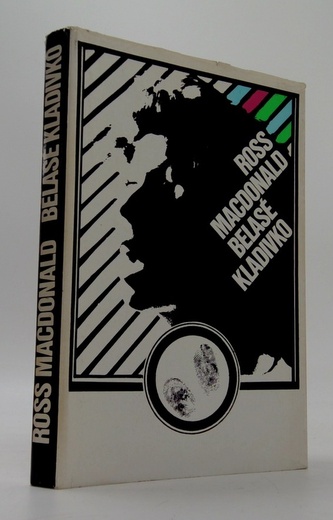 ROSS MACDONALD BELASÉ KLADIVKO
ROSS
MACDONALD
BELASÉ
KLADIVKO